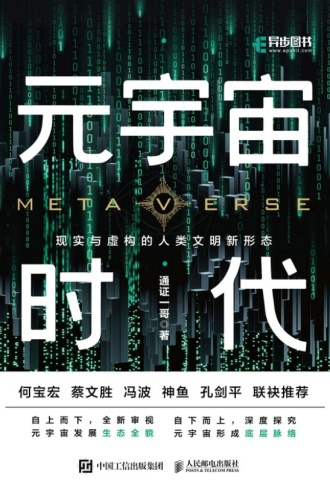 异步图书
www.epubit.com
元宇宙
METAVERSE
现实与虚构的人类文明新形态
时代
通证一哥 著
何宝宏 蔡文胜 冯波 神鱼 孔剑平 联袂推荐
自上而下，全新审视 自下而上，深度探究
元宇宙发展生态全貌 元宇宙形成底层脉络
中国工信出版集团 人民邮电出版社
POSTS & TELECOM PRESS